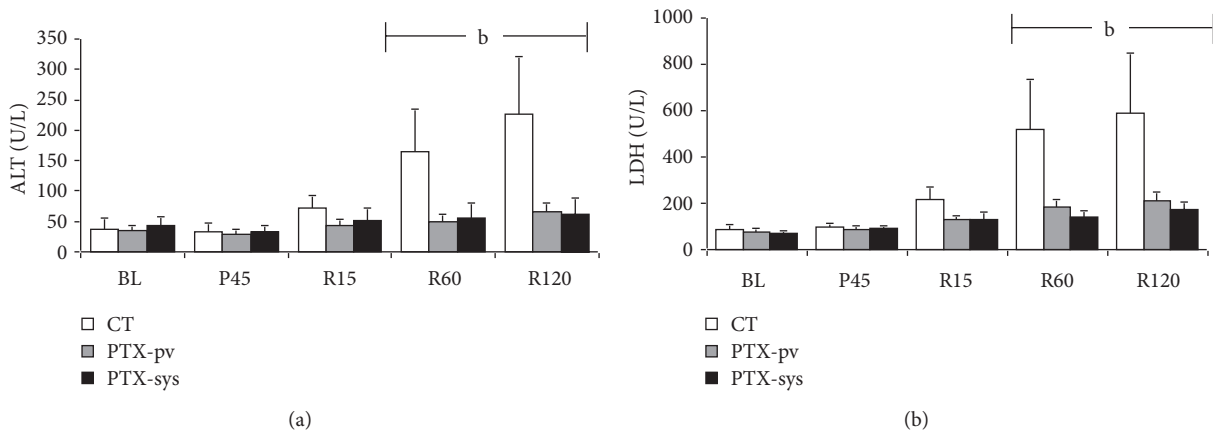 350
300
250
200
150
100
50
0
ALT (U/L)
b
BL P45 R15 R60 R120
CT
PTX-pv
PTX-sys
(a)
1000
800
600
400
200
0
LDH (U/L)
b
BL P45 R15 R60 R120
CT
PTX-pv
PTX-sys
(b)